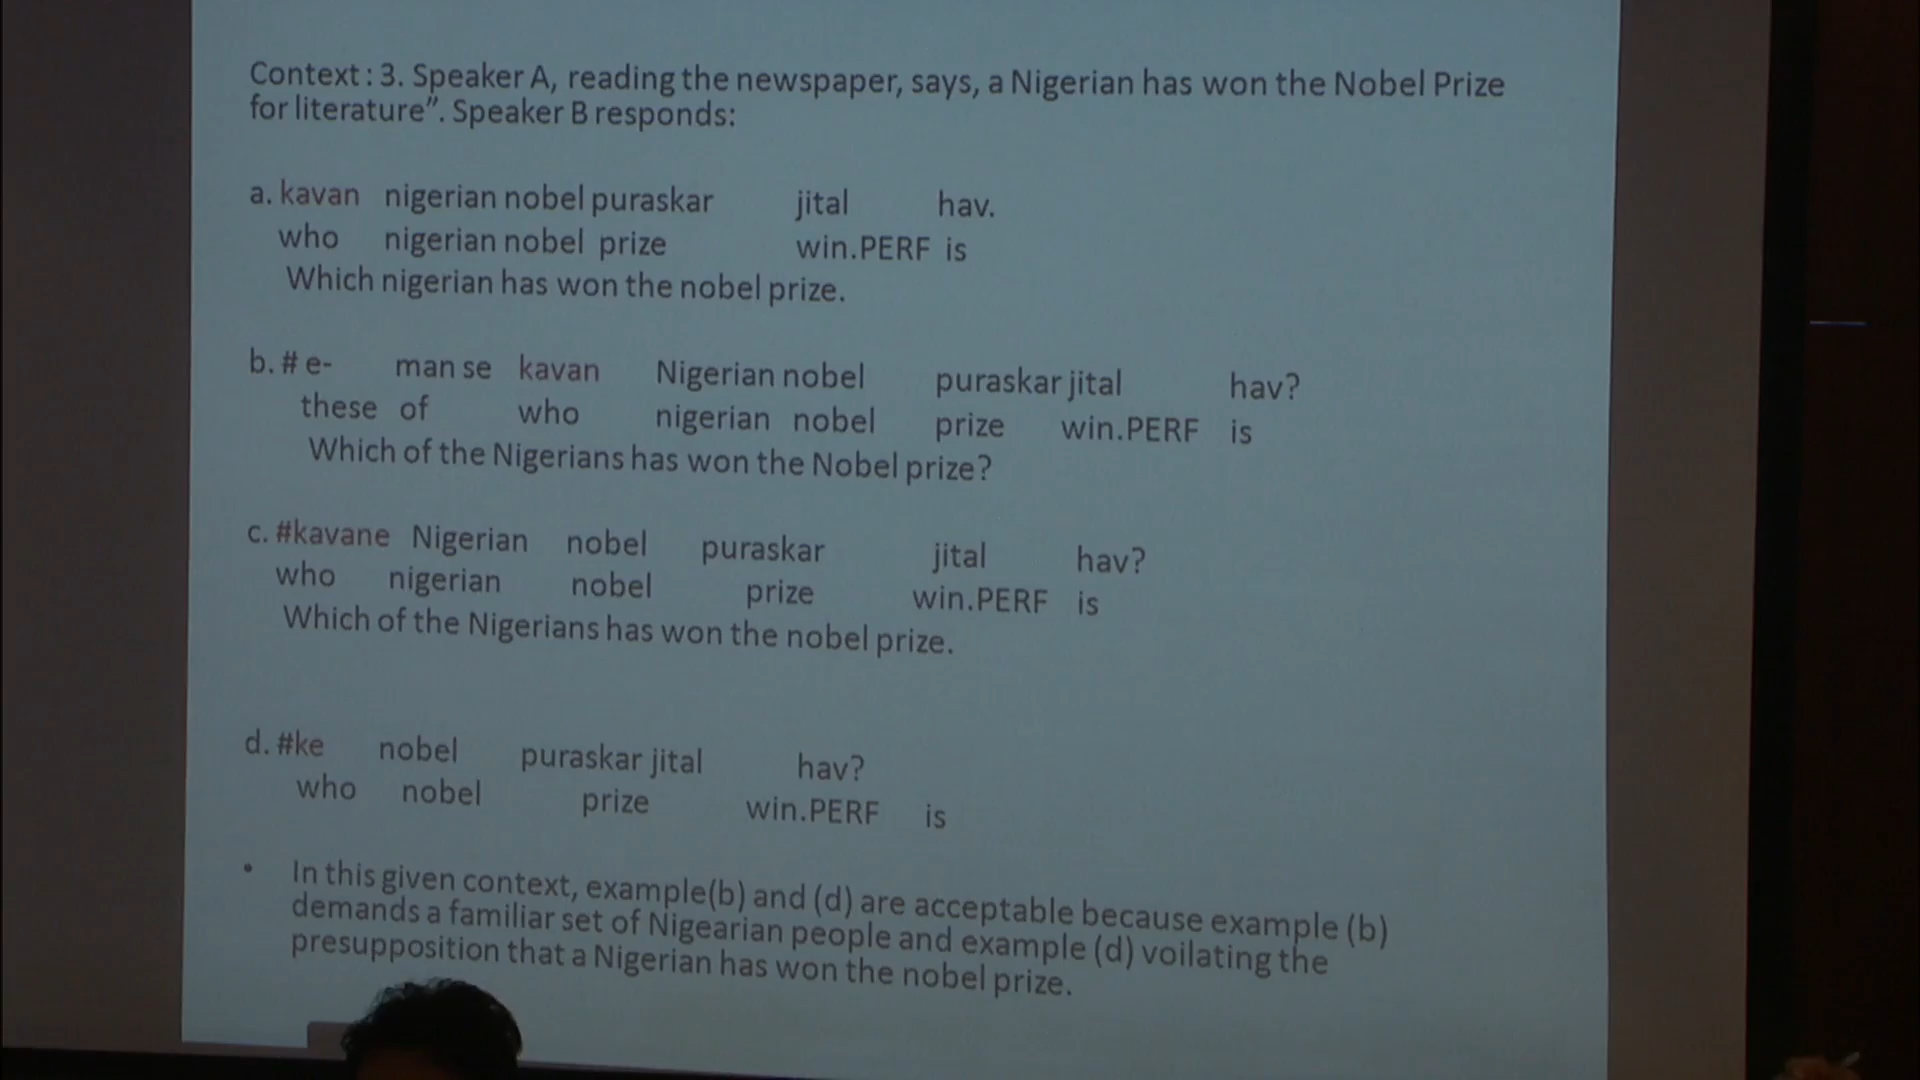 Context : 3. Speaker A, reading the newspaper, says, a Nigerian has won the Nobel Prize
for literature”. Speaker B responds:
a. kavan nigerian nobel puraskar jital hav.
who nigerian nobel prize win.PERF is
Which nigerian has won the nobel prize.
b. # e- man se kavan Nigerian nobel puraskar jital hav?
these of who nigerian nobel prize win.PERF is
Which of the Nigerians has won the Nobel prize?
c. #kavane Nigerian nobel puraskar jital hav?
who nigerian nobel prize win.PERF is
Which of the Nigerians has won the nobel prize.
d. #ke nobel puraskar jital hav?
who nobel prize win.PERF is
• In this given context, example(b) and (d) are acceptable because example (b)
demands a familiar set of Nigearian people and example (d) voilating the
presupposition that a Nigerian has won the nobel prize.